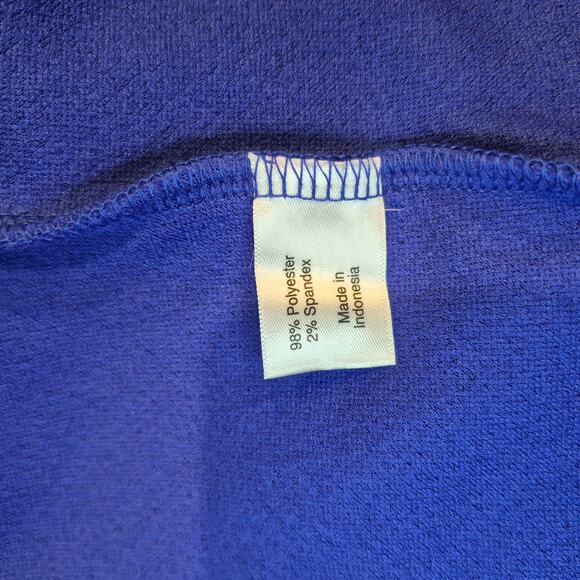 98% Polyester
2% Spandex
Made in
Indonesia